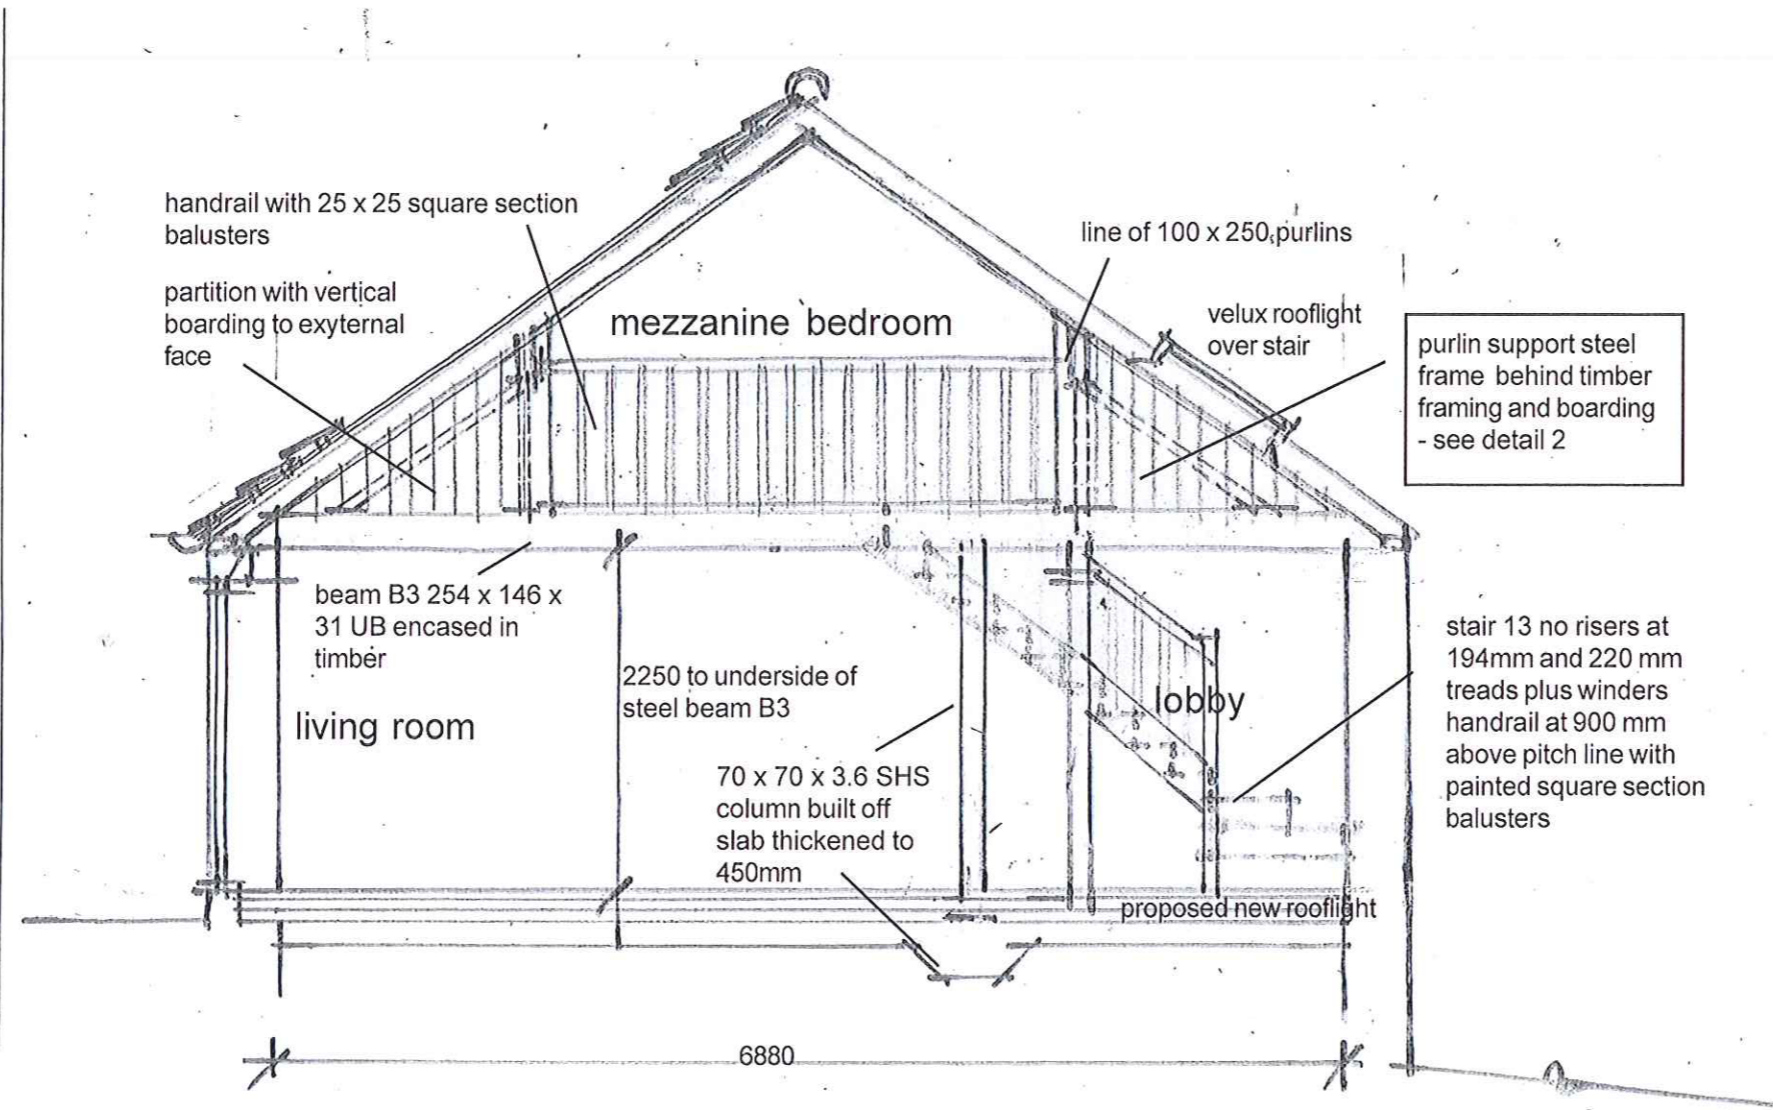 handrail with 25 x 25 square section
balusters
partition with vertical
boarding to exyternal
face
mezzanine bedroom
line of 100 x 250 purlins
velux rooflight
over stair
purlin support steel
frame behind timber
framing and boarding
- see detail 2
beam B3 254 x 146 x
31 UB encased in
timber
living room
2250 to underside of
steel beam B3
70 x 70 x 3.6 SHS
column built off
slab thickened to
450mm
lobby
stair 13 no risers at
194mm and 220 mm
treads plus winders
handrail at 900 mm
above pitch line with
painted square section
balusters
proposed new rooflight
6880